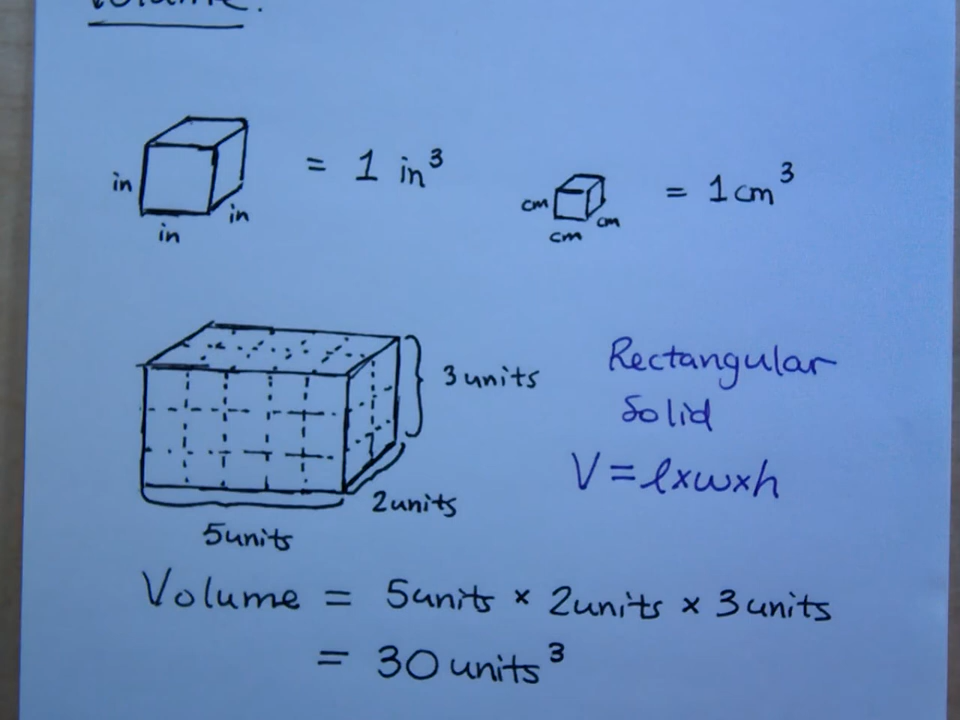 Volume.
in
in
in
= 1 in³
cm
cm
cm
= 1cm³
3units
2units
5units
Rectangular
Solid
V = l×w×h
Volume = 5units × 2units × 3units
= 30units³